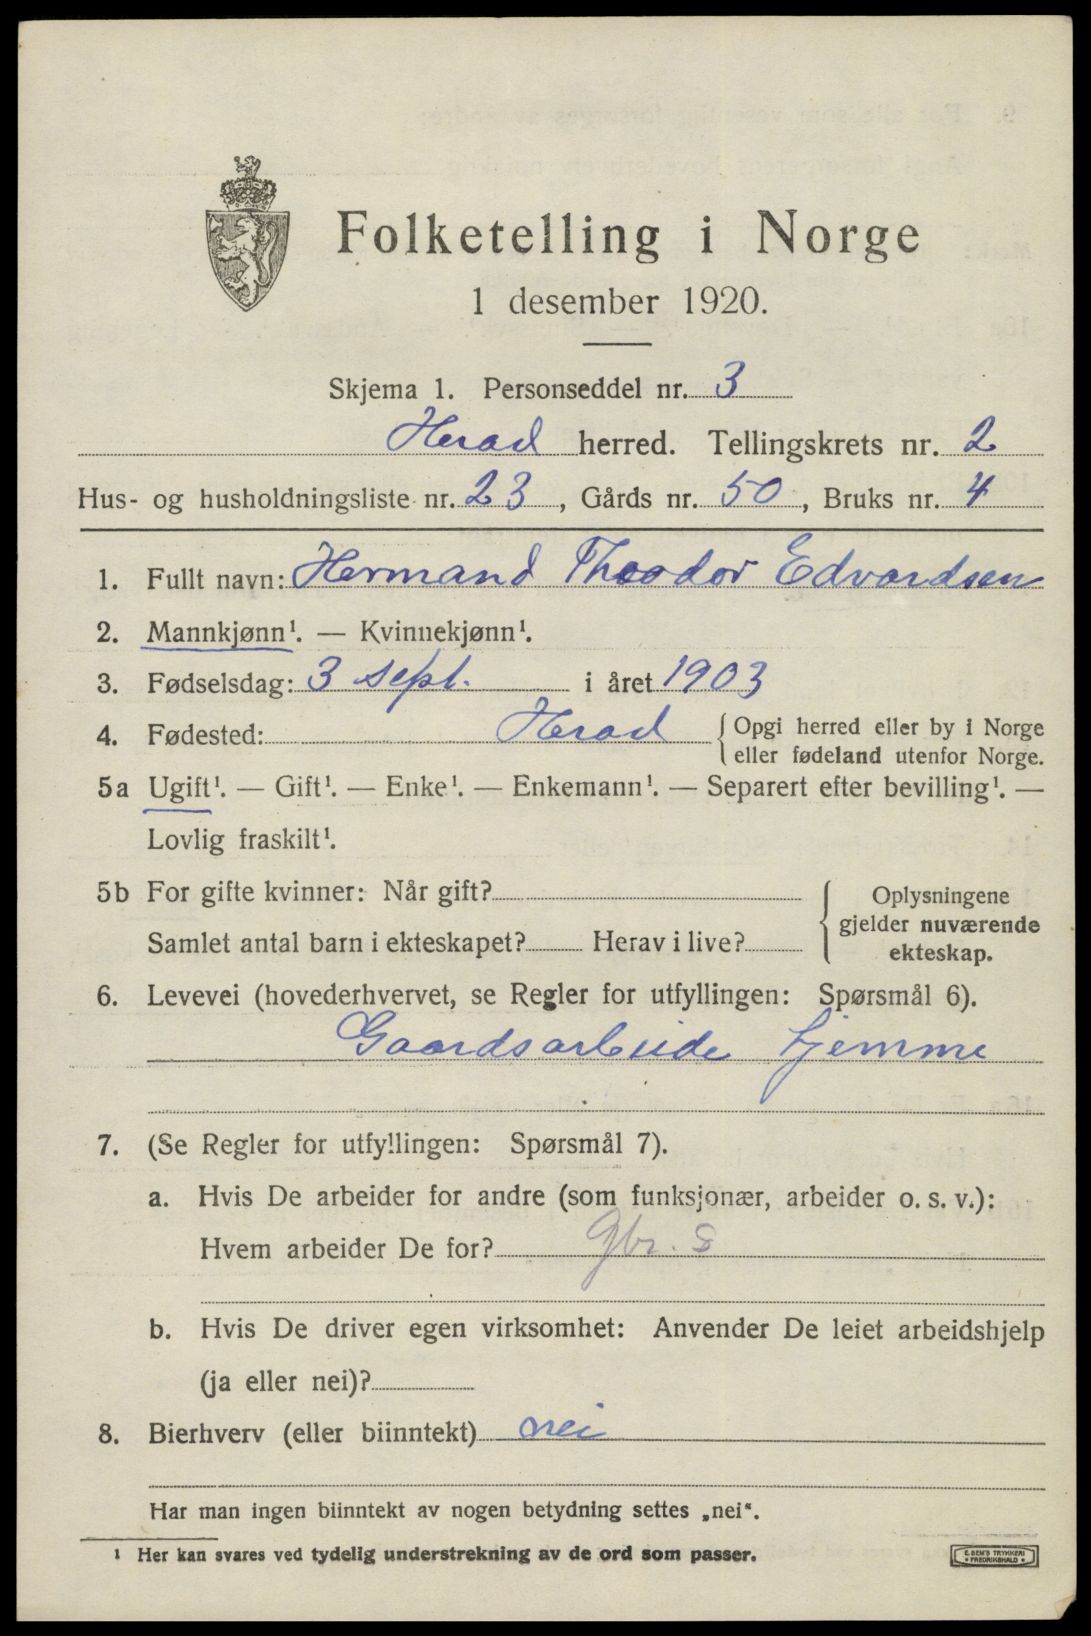 Folketelling i Norge
1 desember 1920.
Skjema 1. Personseddel nr. 3
Herad herred. Tellingskrets nr. 2
Hus- og husholdningsliste nr. 23, Gårds nr. 50, Bruks nr. 4
1. Fullt navn: Hermand Theodor Edvardsen
2. Mannkjønn¹. — Kvinnekjønn¹.
3. Fødselsdag: 3 sept. i året 1903
4. Fødested: Herad { Opgi herred eller by i Norge
eller fødeland utenfor Norge.
5a Ugift¹. — Gift¹. — Enke¹. — Enkemann¹. — Separert efter bevilling¹. —
Lovlig fraskilt¹.
5b For gifte kvinner: Når gift?
Samlet antal barn i ekteskapet? Herav i live?
{ Oplysningene
gjelder nuværende
ekteskap.
6. Levevei (hovederhvervet, se Regler for utfyllingen: Spørsmål 6).
Gaardsarbeide hjemme
7. (Se Regler for utfyllingen: Spørsmål 7).
a. Hvis De arbeider for andre (som funksjonær, arbeider o. s. v.):
Hvem arbeider De for? Gbr. s
b. Hvis De driver egen virksomhet: Anvender De leiet arbeidshjelp
(ja eller nei)?
8. Bierhverv (eller biinntekt) nei
Har man ingen biinntekt av nogen betydning settes „nei“.
¹ Her kan svares ved tydelig understrekning av de ord som passer.
E. SEM'S TRYKKERI
• FREDRIKSHALD •